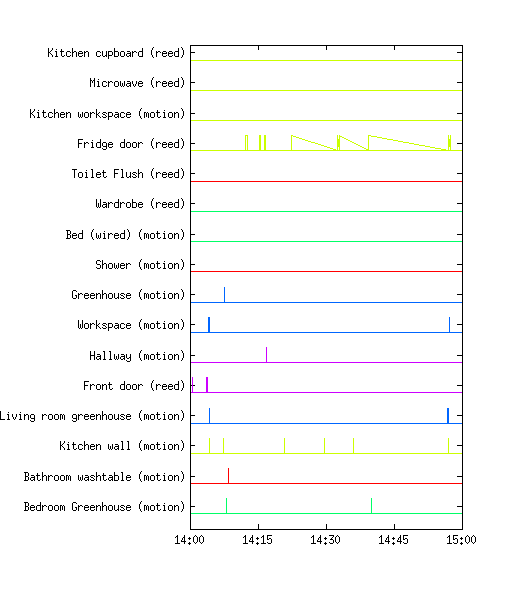 Kitchen cupboard (reed)
Microwave (reed)
Kitchen workspace (motion)
Fridge door (reed)
Toilet Flush (reed)
Wardrobe (reed)
Bed (wired) (motion)
Shower (motion)
Greenhouse (motion)
Workspace (motion)
Hallway (motion)
Front door (reed)
Living room greenhouse (motion)
Kitchen wall (motion)
Bathroom washtable (motion)
Bedroom Greenhouse (motion)
14:00 14:15 14:30 14:45 15:00